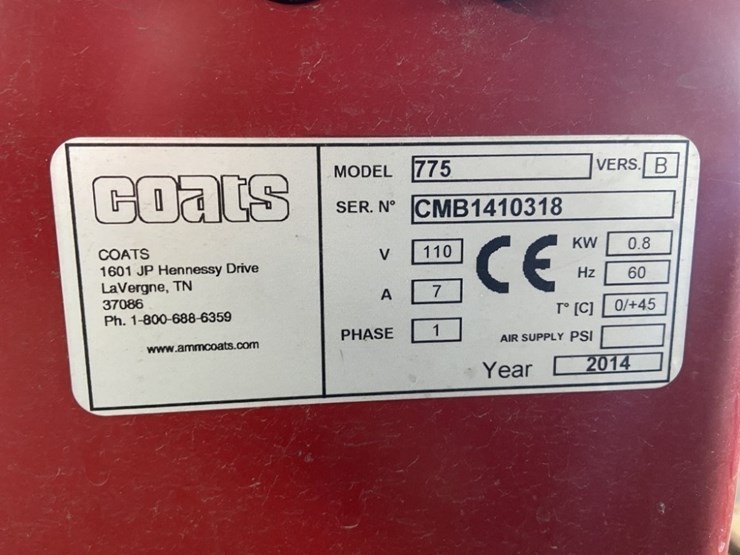 coats
COATS
1601 JP Hennessy Drive
LaVergne, TN
37086
Ph. 1-800-688-6359
www.ammcoats.com
MODEL 775 VERS. B
SER. N° CMB1410318
V 110 CE KW 0.8
Hz 60
A 7 T° [C] 0/+45
PHASE 1 AIR SUPPLY PSI
Year 2014